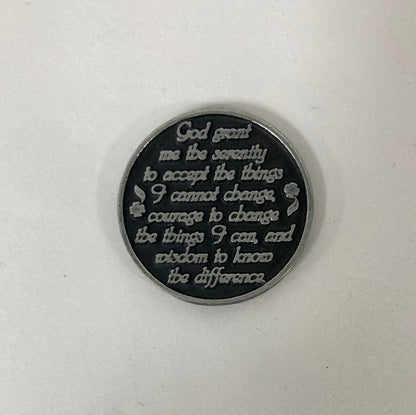 God grant
me the serenity
to accept the things
I cannot change,
courage to change
the things I can, and
wisdom to know
the difference.